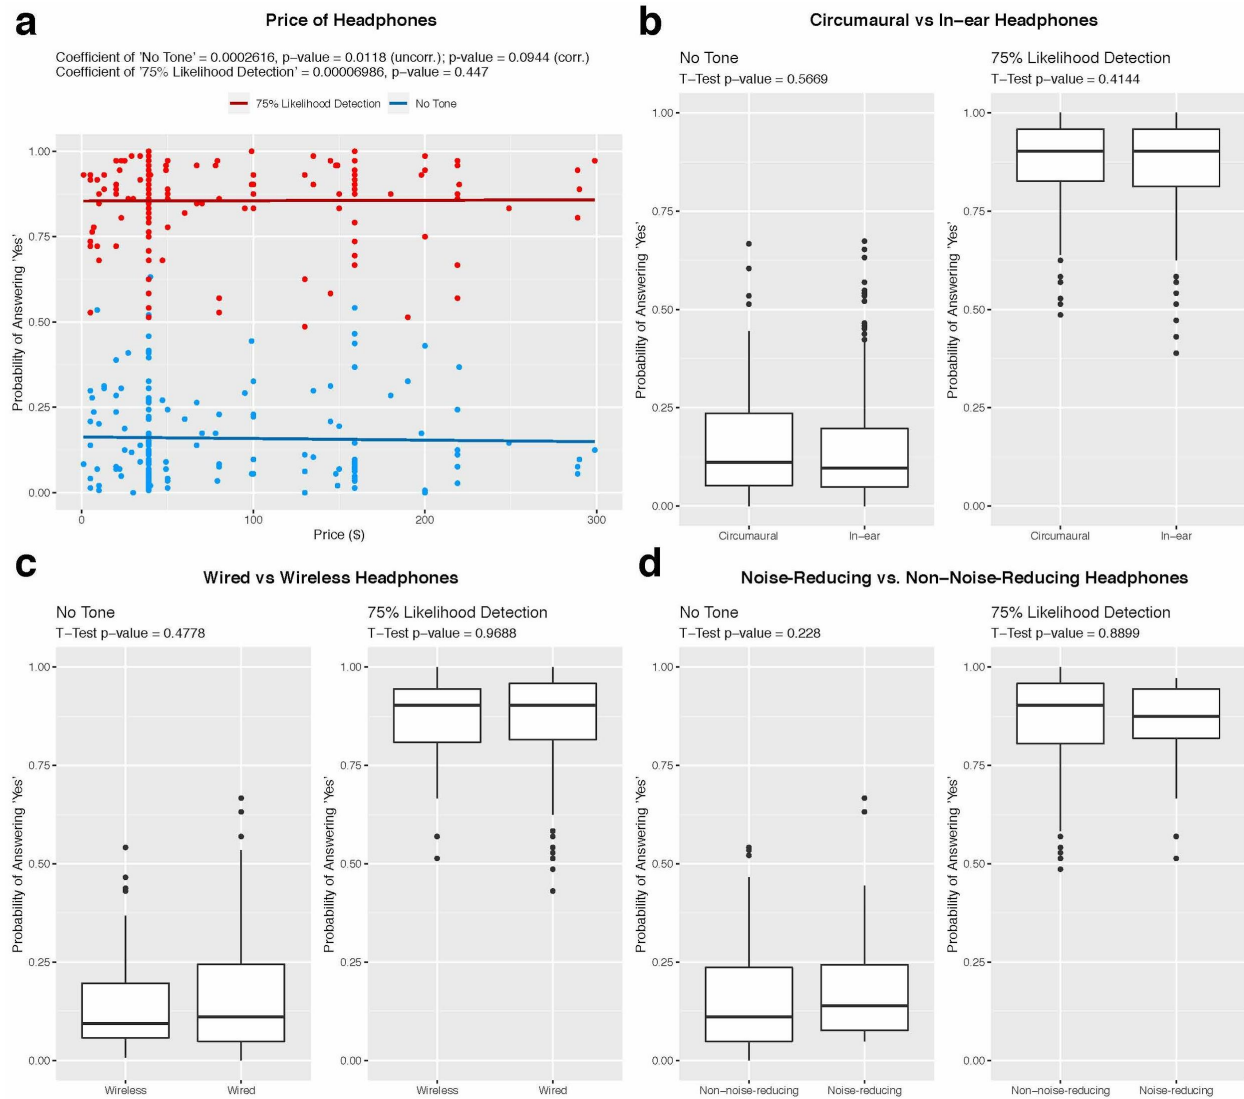 a
Price of Headphones
Coefficient of 'No Tone' = 0.0002616, p−value = 0.0118 (uncorr.); p-value = 0.0944 (corr.)
Coefficient of '75% Likelihood Detection' = 0.00006986, p−value = 0.447
75% Likelihood Detection No Tone
Probability of Answering 'Yes'
1.00
0.75
0.50
0.25
0.00
0 100 200 300
Price ($)
b
Circumaural vs In−ear Headphones
No Tone
T−Test p−value = 0.5669
Probability of Answering 'Yes'
1.00
0.75
0.50
0.25
0.00
Circumaural In−ear
75% Likelihood Detection
T−Test p−value = 0.4144
Probability of Answering 'Yes'
1.00
0.75
0.50
0.25
0.00
Circumaural In−ear
c
Wired vs Wireless Headphones
No Tone
T−Test p−value = 0.4778
Probability of Answering 'Yes'
1.00
0.75
0.50
0.25
0.00
Wireless Wired
75% Likelihood Detection
T−Test p−value = 0.9688
Probability of Answering 'Yes'
1.00
0.75
0.50
0.25
0.00
Wireless Wired
d
Noise-Reducing vs. Non−Noise-Reducing Headphones
No Tone
T−Test p−value = 0.228
Probability of Answering 'Yes'
1.00
0.75
0.50
0.25
0.00
Non−noise-reducing Noise-reducing
75% Likelihood Detection
T−Test p−value = 0.8899
Probability of Answering 'Yes'
1.00
0.75
0.50
0.25
0.00
Non−noise-reducing Noise-reducing